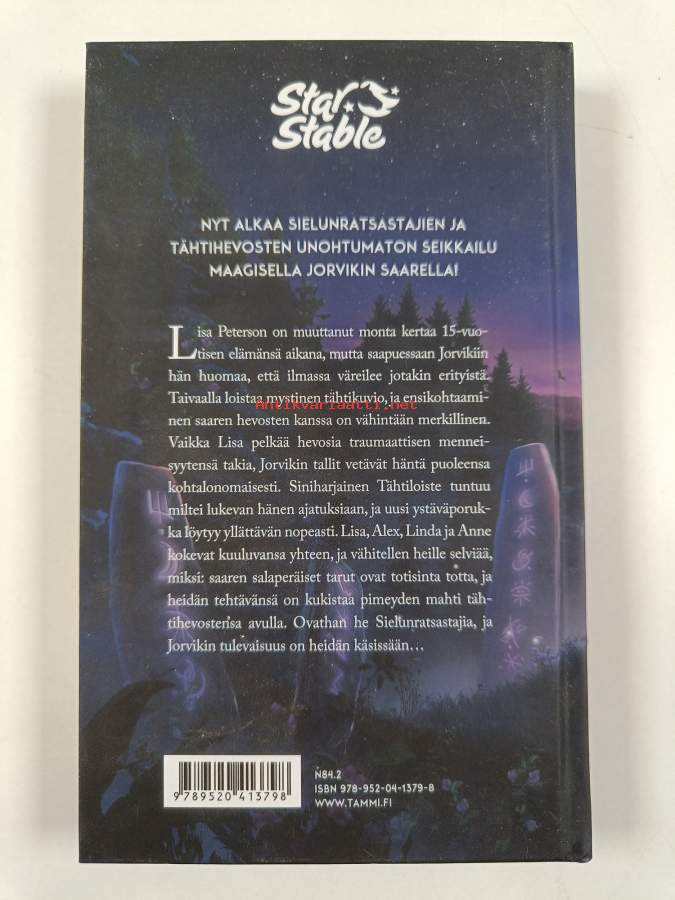 Star
Stable
NYT ALKAA SIELUNRATSASTAJIEN JA
TÄHTIHEVOSTEN UNOHTUMATON SEIKKAILU
MAAGISELLA JORVIKIN SAARELLA!
Lisa Peterson on muuttanut monta kertaa 15-vuo-
tisen elämänsä aikana, mutta saapuessaan Jorvikiin
hän huomaa, että ilmassa väreilee jotakin erityistä.
Taivaalla loistaa mystinen tähtikuvio, ja ensikohtaami-
Antikvariaatti.net
nen saaren hevosten kanssa on vähintään merkillinen.
Vaikka Lisa pelkää hevosia traumaattisen mennei-
syytensä takia, Jorvikin tallit vetävät häntä puoleensa
kohtalonomaisesti. Siniharjainen Tähtiloiste tuntuu
miltei lukevan hänen ajatuksiaan, ja uusi ystäväporuk-
ka löytyy yllättävän nopeasti. Lisa, Alex, Linda ja Anne
kokevat kuuluvansa yhteen, ja vähitellen heille selviää,
miksi: saaren salaperäiset tarut ovat totisinta totta, ja
heidän tehtävänsä on kukistaa pimeyden mahti täh-
tihevostensa avulla. Ovathan he Sielunratsastajia, ja
Jorvikin tulevaisuus on heidän käsissään...
N84.2
ISBN 978-952-04-1379-8
WWW.TAMMI.FI
9 789520 413798